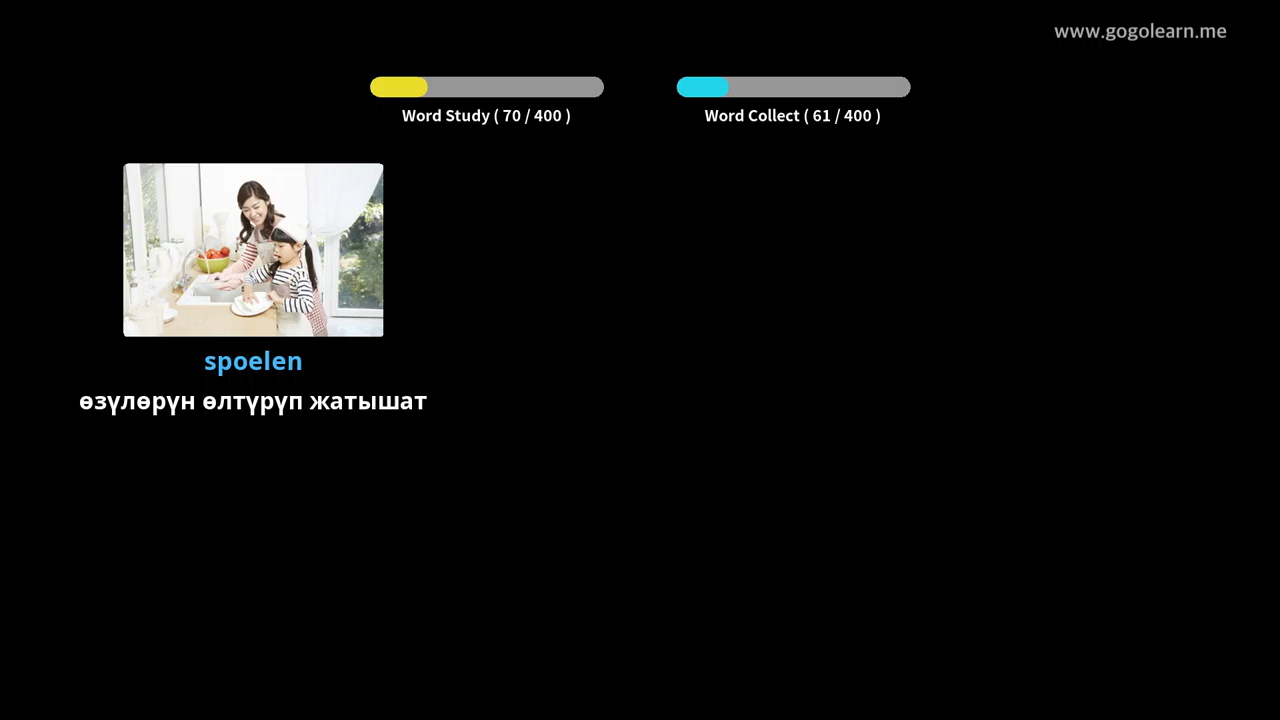 www.gogolearn.me
Word Study ( 70 / 400 )
Word Collect ( 61 / 400 )
spoelen
өзүлөрүн өлтүрүп жатышат